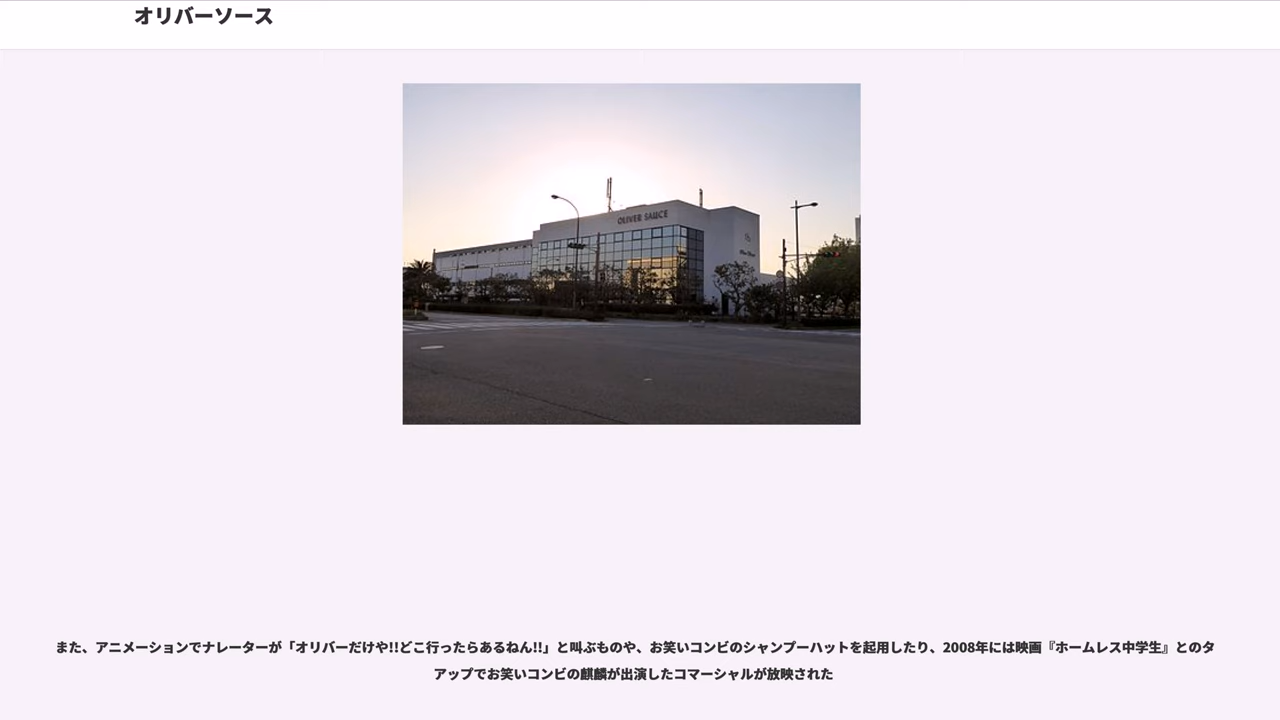 オリバーソース
OLIVER SAUCE
また、アニメーションでナレーターが「オリバーだけや!!どこ行ったらあるねん!!」と叫ぶものや、お笑いコンビのシャンプーハットを起用したり、2008年には映画『ホームレス中学生』とのタ
アップでお笑いコンビの麒麟が出演したコマーシャルが放映された